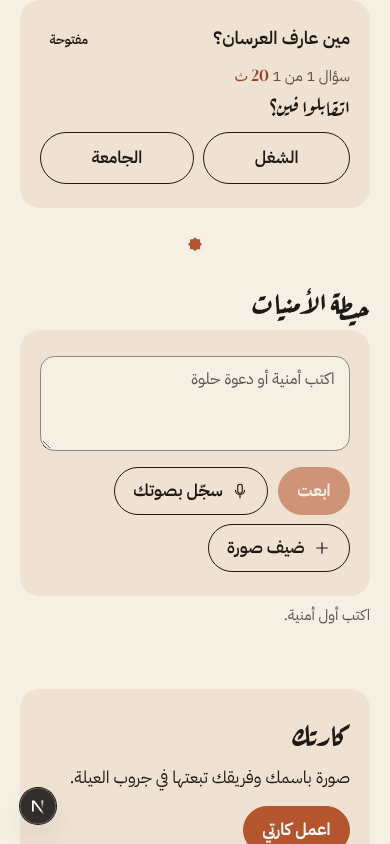 مين عارف العرسان؟
مفتوحة
سؤال 1 من 1 20 ث
اتقابلوا فين؟
الشغل
الجامعة
حيطة الأمنيات
اكتب أمنية أو دعوة حلوة
ابعت
سجّل بصوتك
ضيف صورة
اكتب أول أمنية.
كارتك
صورة باسمك وفريقك تبعتها في جروب العيلة.
اعمل كارتي
N